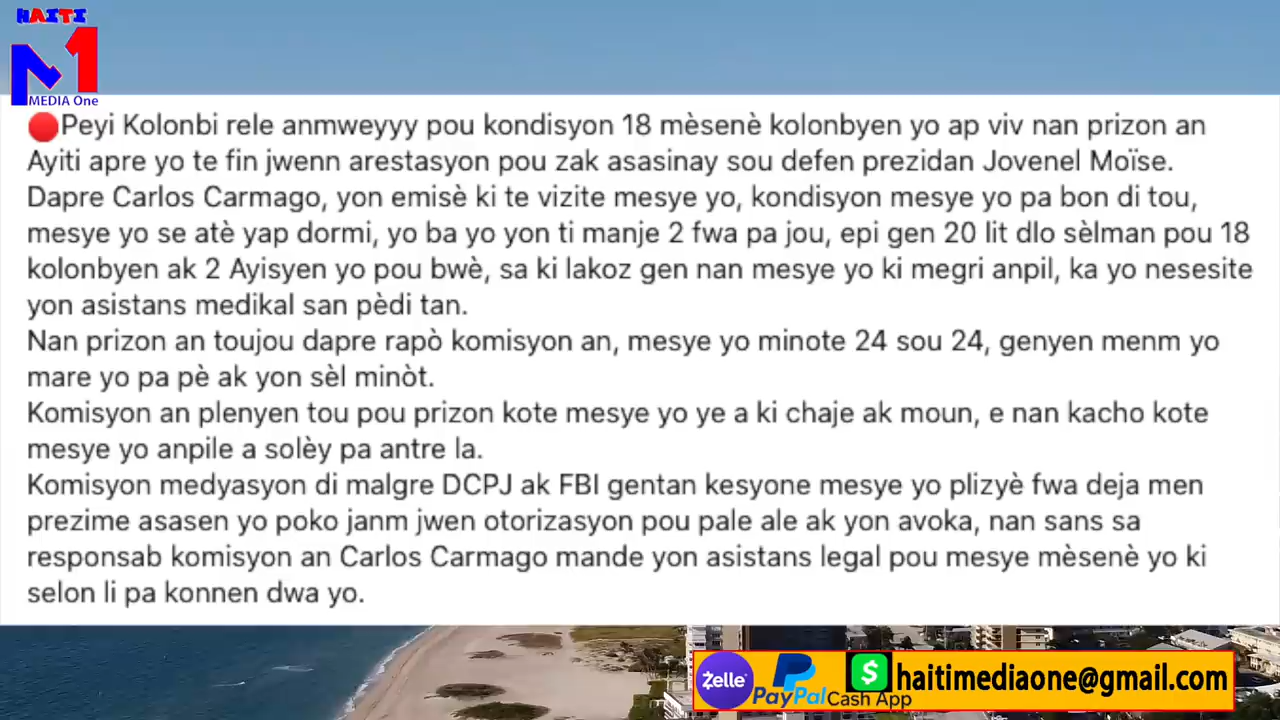 HAITI
M1
MEDIA One
🔴Peyi Kolonbi rele anmweyyy pou kondisyon 18 mèsenè kolonbyen yo ap viv nan prizon an
Ayiti apre yo te fin jwenn arestasyon pou zak asasinay sou defen prezidan Jovenel Moïse.
Dapre Carlos Carmago, yon emisè ki te vizite mesye yo, kondisyon mesye yo pa bon di tou,
mesye yo se atè yap dormi, yo ba yo yon ti manje 2 fwa pa jou, epi gen 20 lit dlo sèlman pou 18
kolonbyen ak 2 Ayisyen yo pou bwè, sa ki lakoz gen nan mesye yo ki megri anpil, ka yo nesesite
yon asistans medikal san pèdi tan.
Nan prizon an toujou dapre rapò komisyon an, mesye yo minote 24 sou 24, genyen menm yo
mare yo pa pè ak yon sèl minòt.
Komisyon an plenyen tou pou prizon kote mesye yo ye a ki chaje ak moun, e nan kacho kote
mesye yo anpile a solèy pa antre la.
Komisyon medyasyon di malgre DCPJ ak FBI gentan kesyone mesye yo plizyè fwa deja men
prezime asasen yo poko janm jwen otorizasyon pou pale ale ak yon avoka, nan sans sa
responsab komisyon an Carlos Carmago mande yon asistans legal pou mesye mèsenè yo ki
selon li pa konnen dwa yo.
Zelle PayPal $ Cash App haitimediaone@gmail.com